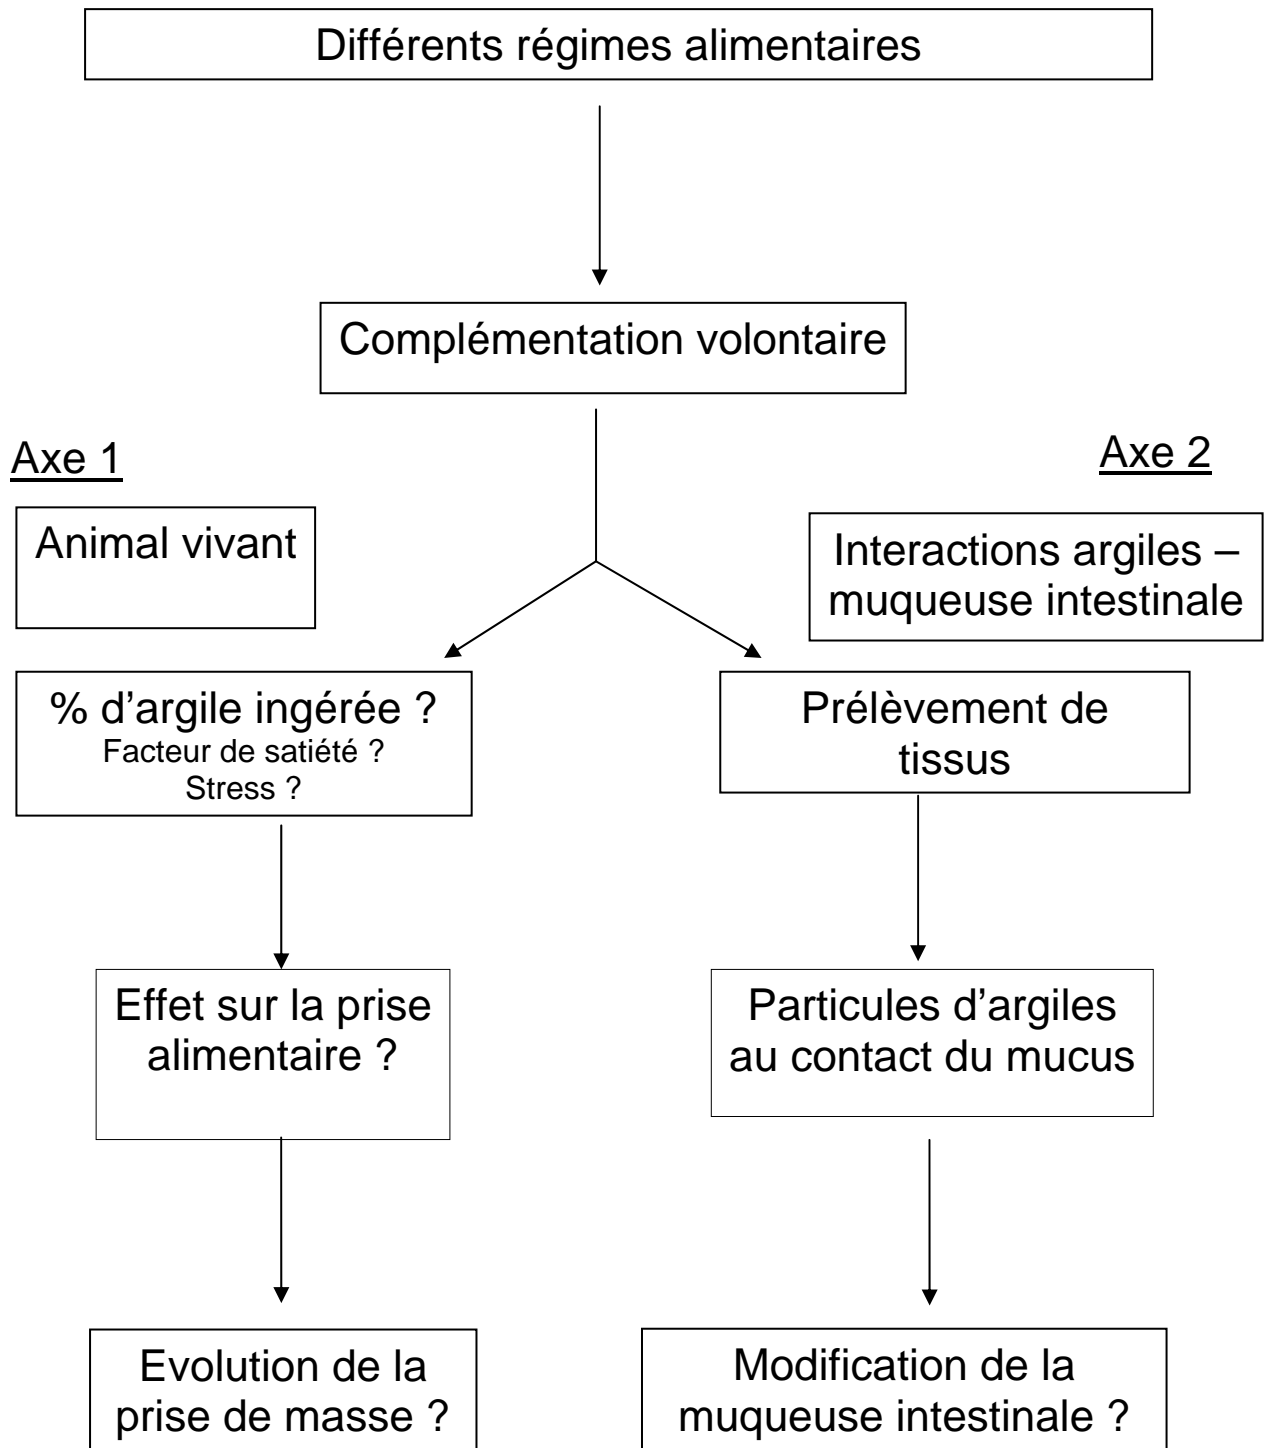 Différents régimes alimentaires
Complémentation volontaire
Axe 1
Axe 2
Animal vivant
Interactions argiles –
muqueuse intestinale
% d’argile ingérée ?
Facteur de satiété ?
Stress ?
Prélèvement de
tissus
Effet sur la prise
alimentaire ?
Particules d’argiles
au contact du mucus
Evolution de la
prise de masse ?
Modification de la
muqueuse intestinale ?